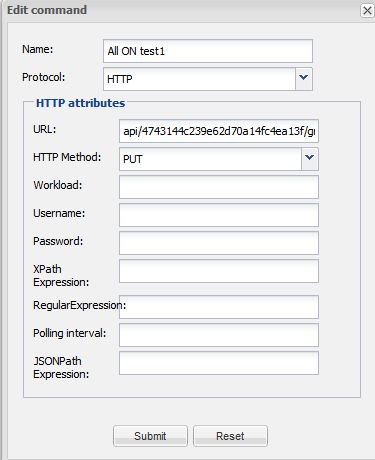 Edit command
Name: All ON test1
Protocol: HTTP
HTTP attributes
URL: api/4743144c239e62d70a14fc4ea13f/gr
HTTP Method: PUT
Workload:
Username:
Password:
XPath
Expression:
RegularExpression:
Polling interval:
JSONPath
Expression:
Submit Reset